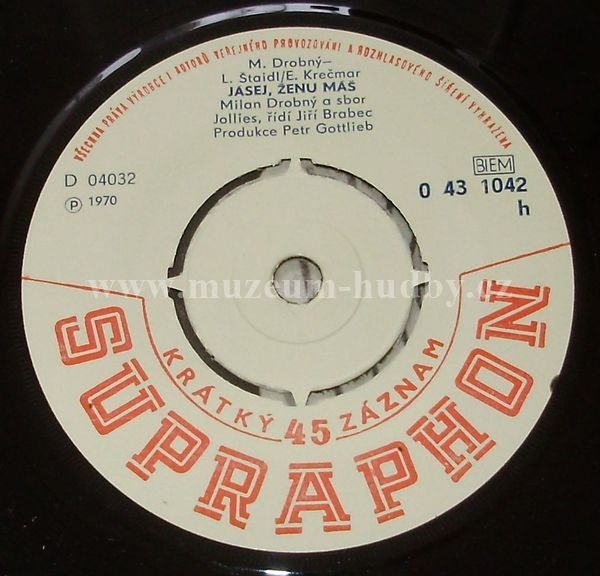 VŠECHNA PRÁVA VÝROBCE I AUTORŮ VEŘEJNÉHO PROVOZOVÁNÍ A ROZHLASOVÉHO ŠÍŘENÍ VYHRAZENA
M. Drobný–
L. Štaidl/E. Krečmar
JÁSEJ, ŽENU MÁŠ
Milan Drobný a sbor
Jollies, řídí Jiří Brabec
Produkce Petr Gottlieb
D 04032
Ⓟ 1970
BIEM
0 43 1042
h
www.muzeum-hudby.cz
KRÁTKÝ 45 ZÁZNAM
SUPRAPHON